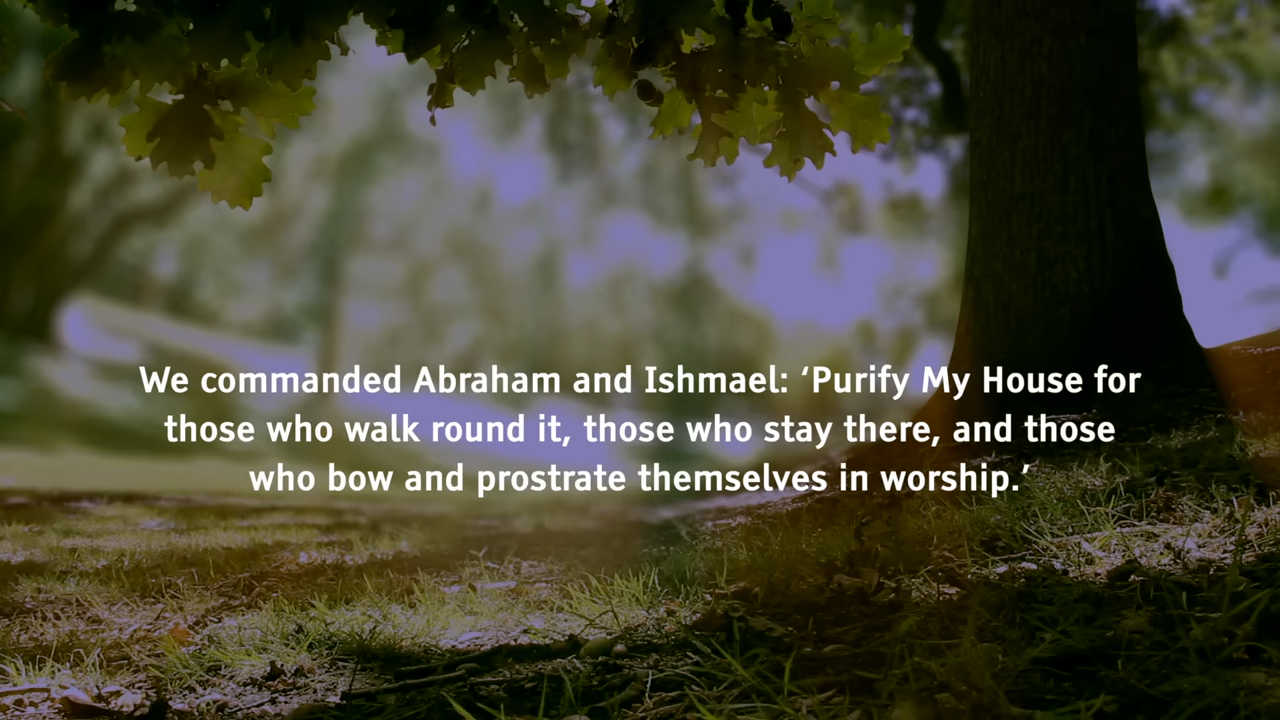 We commanded Abraham and Ishmael: ‘Purify My House for
those who walk round it, those who stay there, and those
who bow and prostrate themselves in worship.’